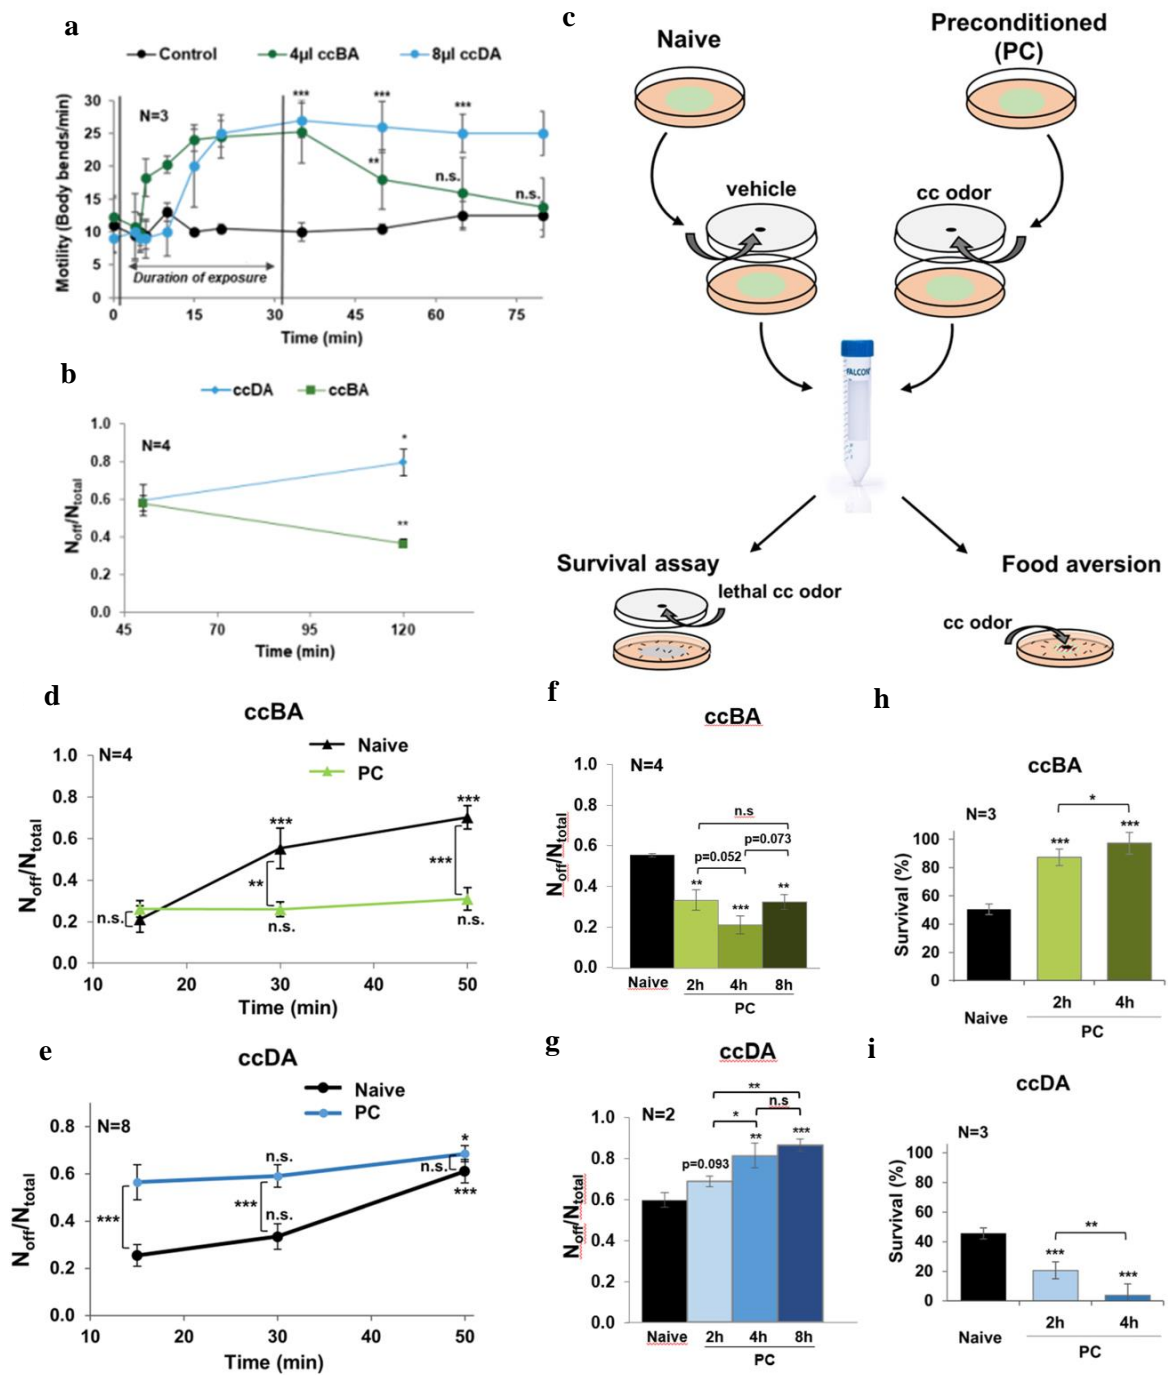 a
Control
4µl ccBA
8µl ccDA
Motility (Body bends/min)
30
25
20
15
10
5
0
N=3
***
***
***
**
n.s.
n.s.
Duration of exposure
0
15
30
45
60
75
Time (min)
b
ccDA
ccBA
Noff/Ntotal
1.0
0.8
0.6
0.4
0.2
0.0
N=4
*
**
45
70
95
120
Time (min)
c
Naive
Preconditioned
(PC)
vehicle
cc odor
FALCON
Survival assay
lethal cc odor
Food aversion
cc odor
d
ccBA
Naive
PC
N=4
Noff/Ntotal
1.0
0.8
0.6
0.4
0.2
0.0
n.s.
***
**
n.s.
***
***
n.s.
10
20
30
40
50
Time (min)
e
ccDA
Naive
PC
N=8
Noff/Ntotal
0.8
0.6
0.4
0.2
0.0
***
n.s.
***
n.s.
*
n.s.
***
10
20
30
40
50
Time (min)
f
ccBA
N=4
Noff/Ntotal
1.0
0.8
0.6
0.4
0.2
0.0
n.s
p=0.073
p=0.052
**
***
**
Naive
2h
4h
8h
PC
g
ccDA
N=2
Noff/Ntotal
1.0
0.8
0.6
0.4
0.2
0.0
**
n.s
*
p=0.093
**
***
Naive
2h
4h
8h
PC
h
ccBA
N=3
Survival (%)
100
80
60
40
20
0
*
***
***
Naive
2h
4h
PC
i
ccDA
N=3
Survival (%)
100
80
60
40
20
0
**
***
***
Naive
2h
4h
PC